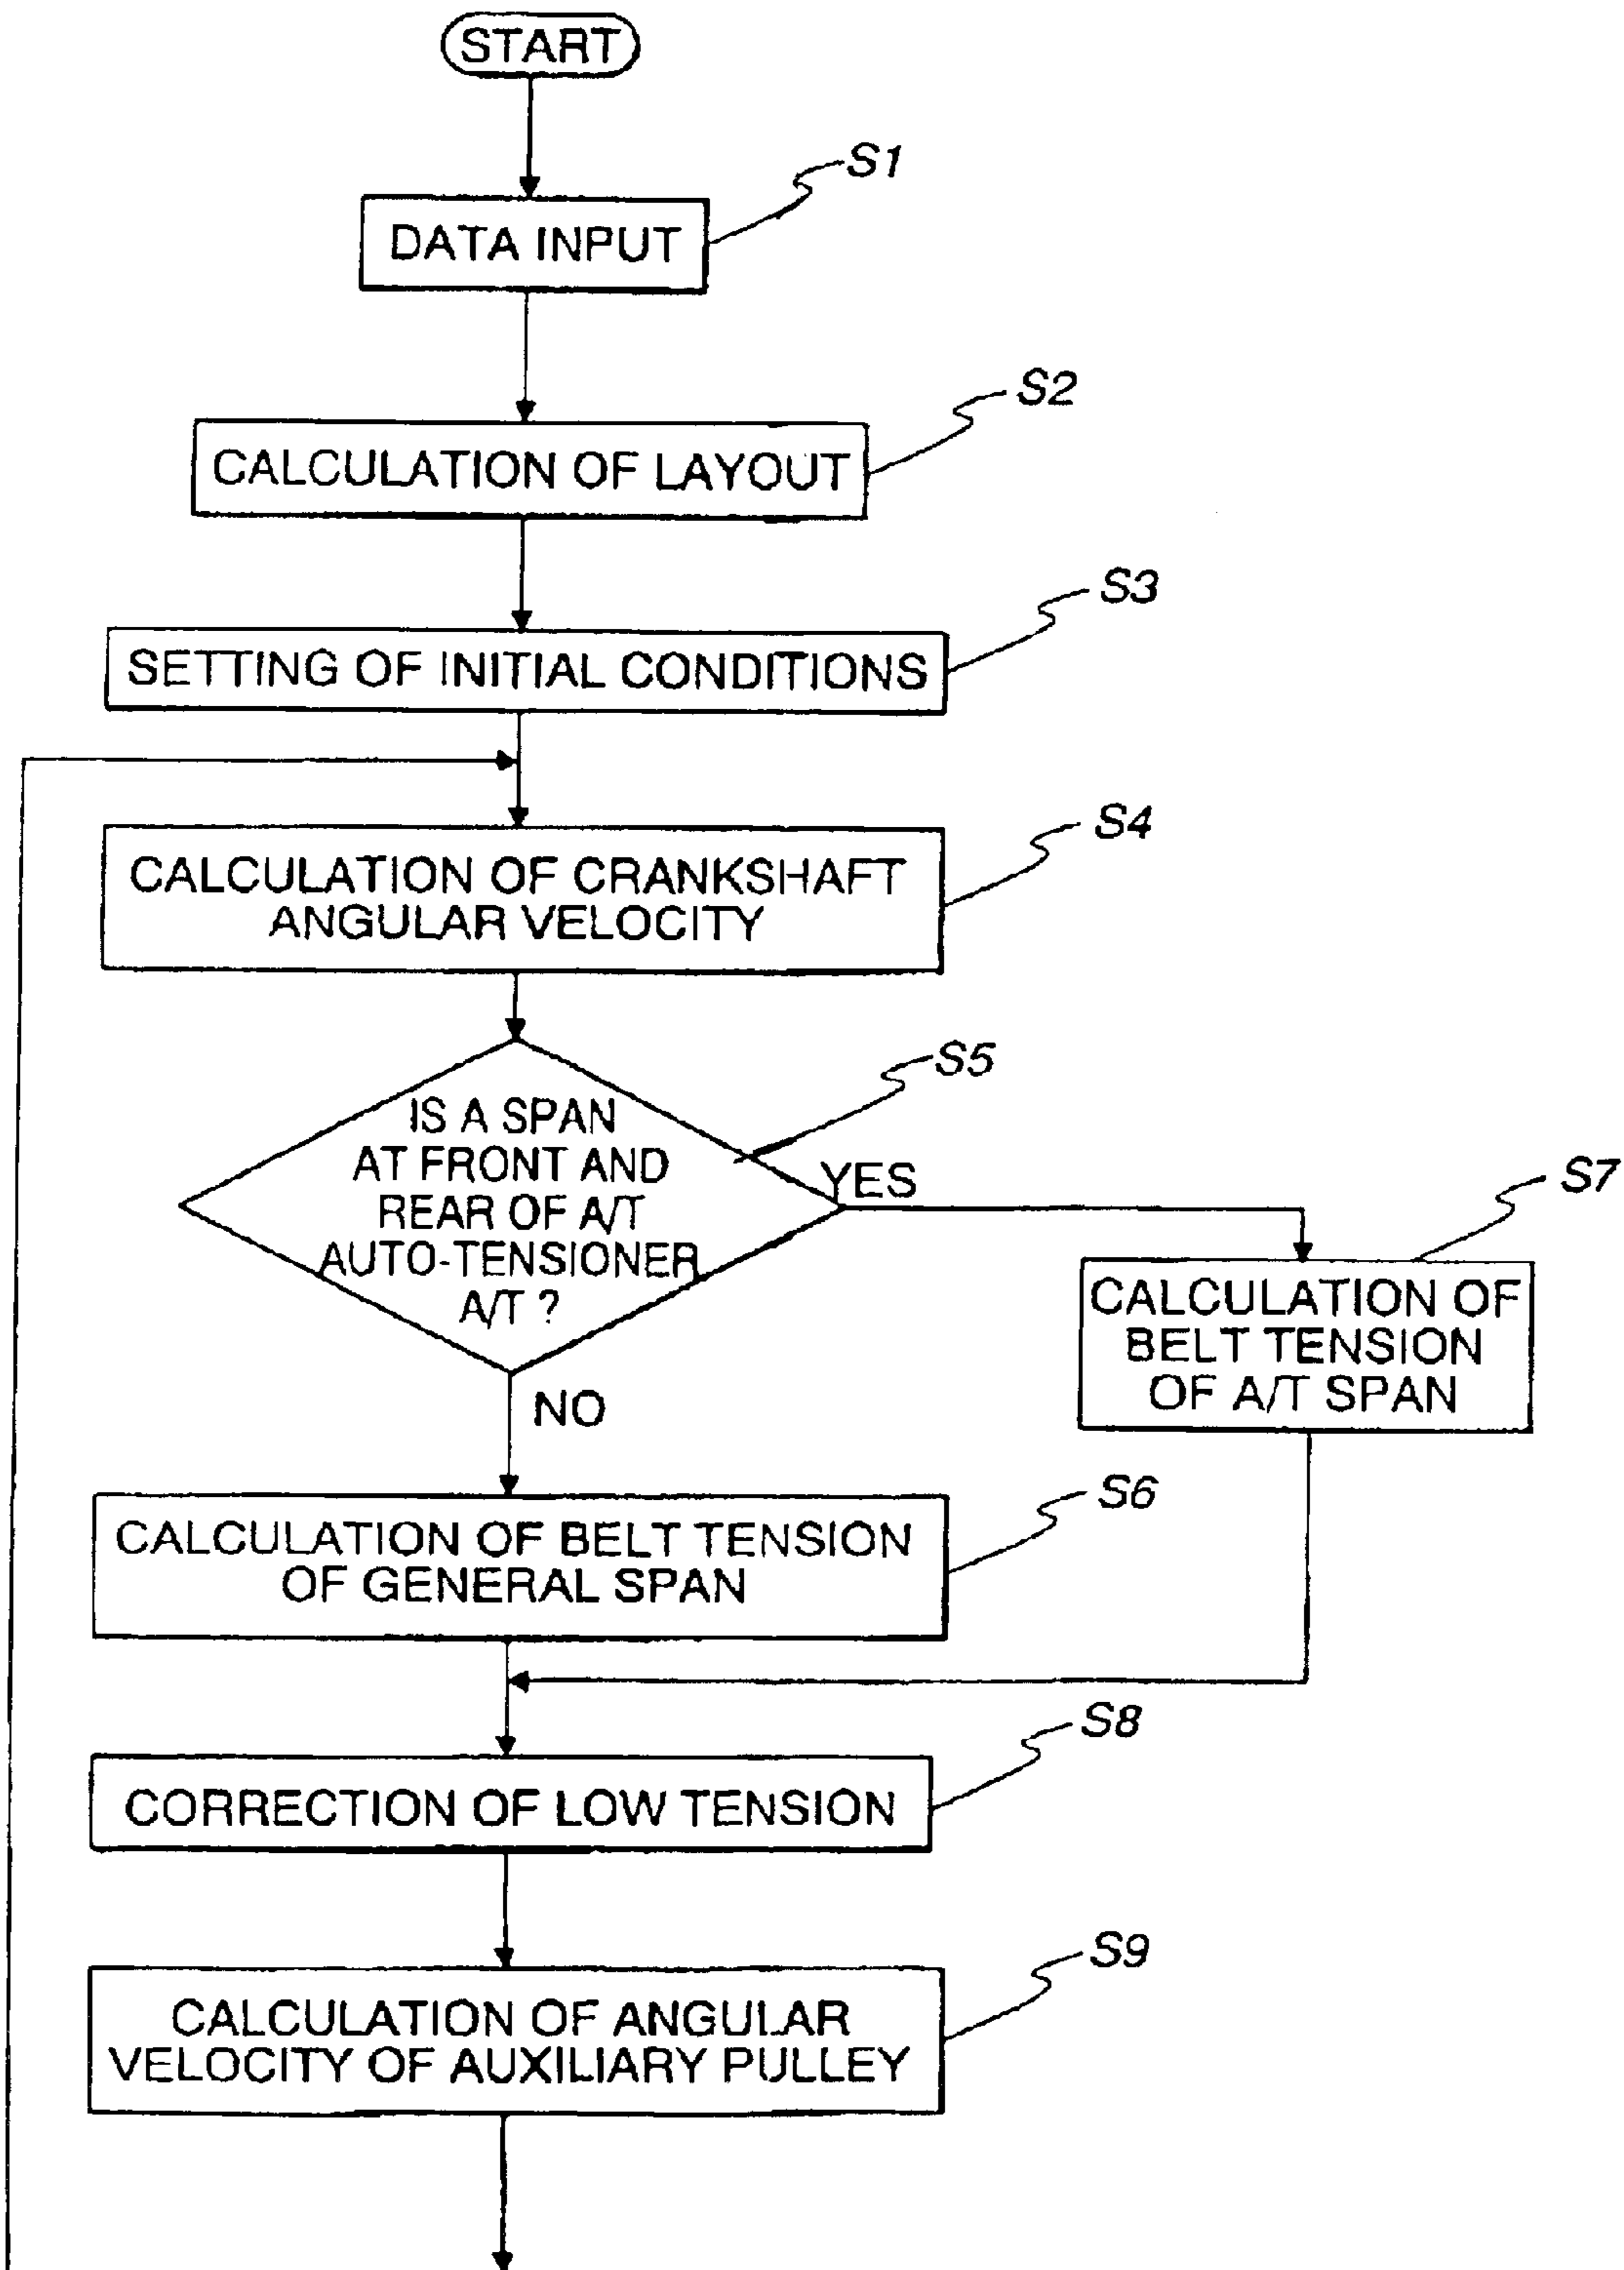 START
S1
DATA INPUT
S2
CALCULATION OF LAYOUT
S3
SETTING OF INITIAL CONDITIONS
S4
CALCULATION OF CRANKSHAFT
ANGULAR VELOCITY
S5
IS A SPAN
AT FRONT AND
REAR OF A/T
AUTO-TENSIONER
A/T ?
YES
NO
S7
CALCULATION OF
BELT TENSION
OF A/T SPAN
S6
CALCULATION OF BELT TENSION
OF GENERAL SPAN
S8
CORRECTION OF LOW TENSION
S9
CALCULATION OF ANGULAR
VELOCITY OF AUXILIARY PULLEY